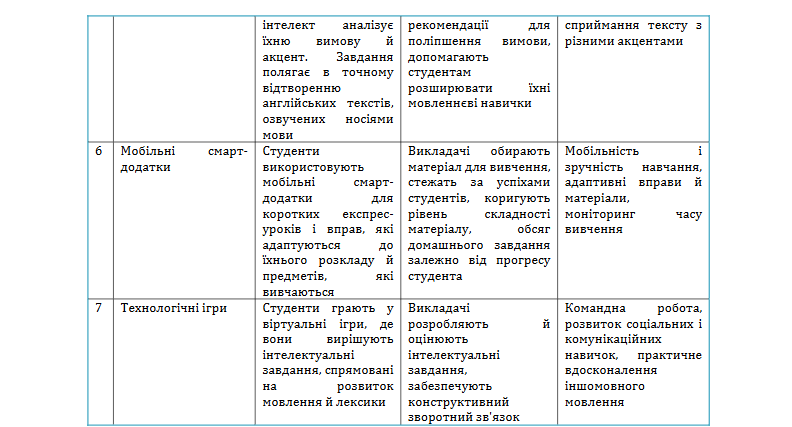 інтелект аналізує
їхню вимову й
акцент. Завдання
полягає в точному
відтворенню
англійських текстів,
озвучених носіями
мови
рекомендації для
поліпшення вимови,
допомагають
студентам
розширювати їхні
мовленнєві навички
сприймання тексту з
різними акцентами
6
Мобільні смарт-
додатки
Студенти
використовують
мобільні смарт-
додатки для
коротких експрес-
уроків і вправ, які
адаптуються до
їхнього розкладу й
предметів, які
вивчаються
Викладачі обирають
матеріал для вивчення,
стежать за успіхами
студентів, коригують
рівень складності
матеріалу, обсяг
домашнього завдання
залежно від прогресу
студента
Мобільність і
зручність навчання,
адаптивні вправи й
матеріали,
моніторинг часу
вивчення
7
Технологічні ігри
Студенти грають у
віртуальні ігри, де
вони вирішують
інтелектуальні
завдання, спрямовані
на розвиток
мовлення й лексики
Викладачі
розробляють й
оцінюють
інтелектуальні
завдання,
забезпечують
конструктивний
зворотний зв'язок
Командна робота,
розвиток соціальних і
комунікаційних
навичок, практичне
вдосконалення
іншомовного
мовлення